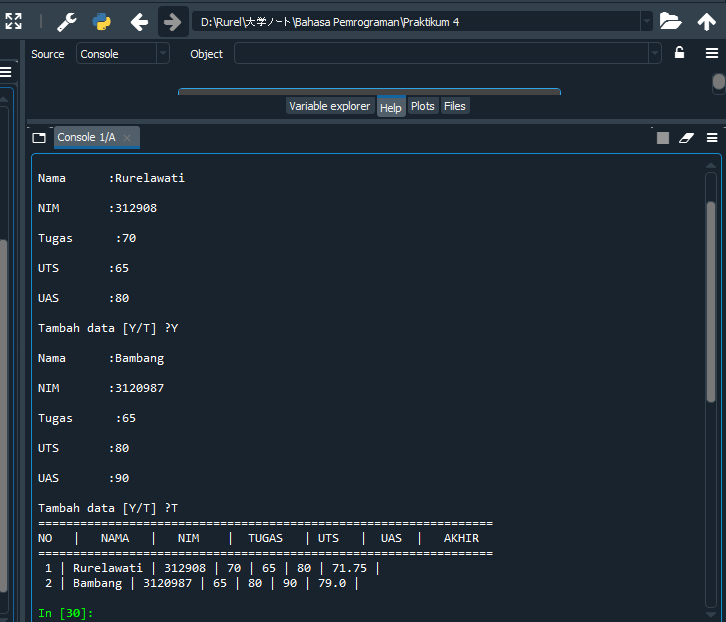 D:\Rurel\大学ノート\Bahasa Pemrograman\Praktikum 4
Source Console Object
Variable explorer Help Plots Files
Console 1/A
Nama      :Rurelawati
NIM       :312908
Tugas      :70
UTS       :65
UAS       :80
Tambah data [Y/T] ?Y
Nama      :Bambang
NIM       :3120987
Tugas      :65
UTS       :80
UAS       :90
Tambah data [Y/T] ?T
=================================================================
NO   |   NAMA   |   NIM    |  TUGAS   | UTS   |  UAS  |   AKHIR
=================================================================
 1 | Rurelawati | 312908 | 70 | 65 | 80 | 71.75 |
 2 | Bambang | 3120987 | 65 | 80 | 90 | 79.0 |
In [30]: